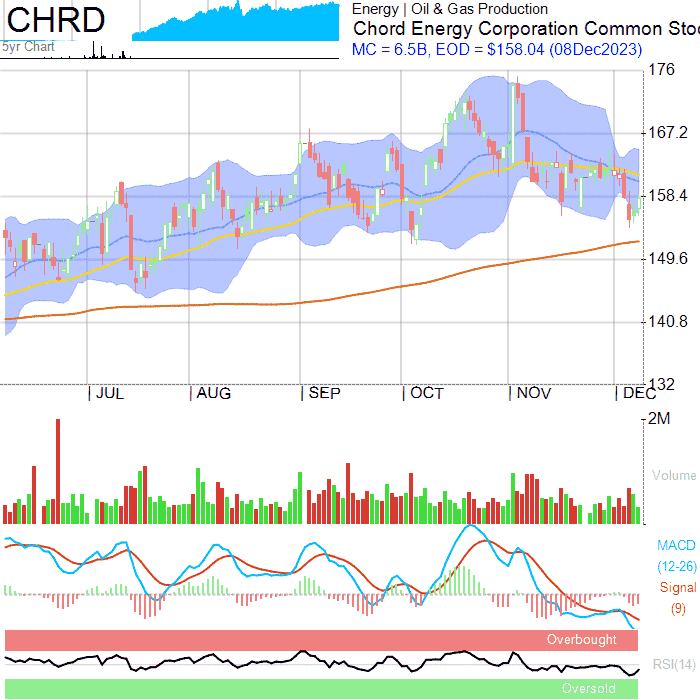 CHRD
5yr Chart
Energy | Oil & Gas Production
Chord Energy Corporation Common Stoc
MC = 6.5B, EOD = $158.04 (08Dec2023)
176
167.2
158.4
149.6
140.8
132
JUL
AUG
SEP
OCT
NOV
DEC
2M
Volume
MACD
(12-26)
Signal
(9)
Overbought
RSI(14)
Oversold